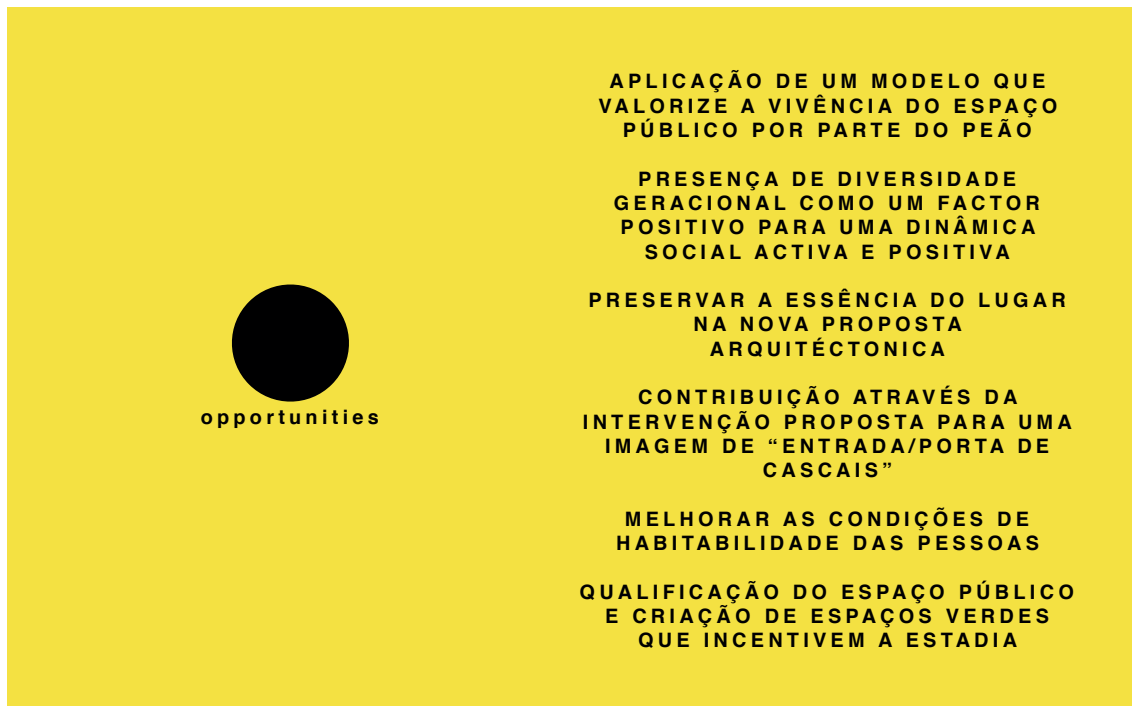 opportunities
APLICAÇÃO DE UM MODELO QUE
VALORIZE A VIVÊNCIA DO ESPAÇO
PÚBLICO POR PARTE DO PEÃO
PRESENÇA DE DIVERSIDADE
GERACIONAL COMO UM FACTOR
POSITIVO PARA UMA DINÂMICA
SOCIAL ACTIVA E POSITIVA
PRESERVAR A ESSÊNCIA DO LUGAR
NA NOVA PROPOSTA
ARQUITÉCTONICA
CONTRIBUIÇÃO ATRAVÉS DA
INTERVENÇÃO PROPOSTA PARA UMA
IMAGEM DE “ENTRADA/PORTA DE
CASCAIS”
MELHORAR AS CONDIÇÕES DE
HABITABILIDADE DAS PESSOAS
QUALIFICAÇÃO DO ESPAÇO PÚBLICO
E CRIAÇÃO DE ESPAÇOS VERDES
QUE INCENTIVEM A ESTADIA